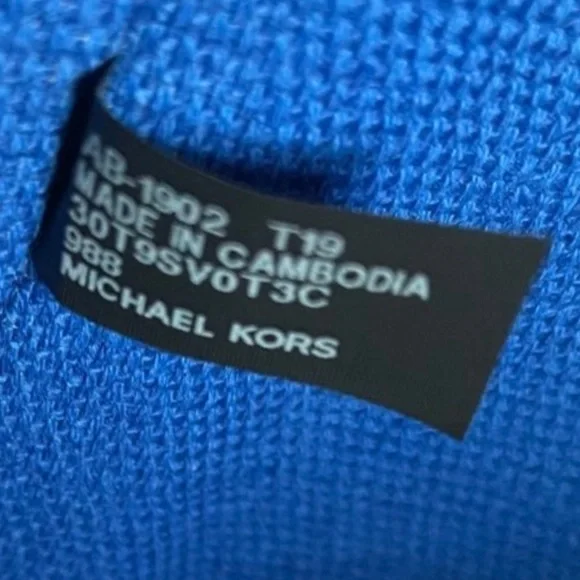 AB-1902 T19
MADE IN CAMBODIA
30T9SV0T3C
988
MICHAEL KORS